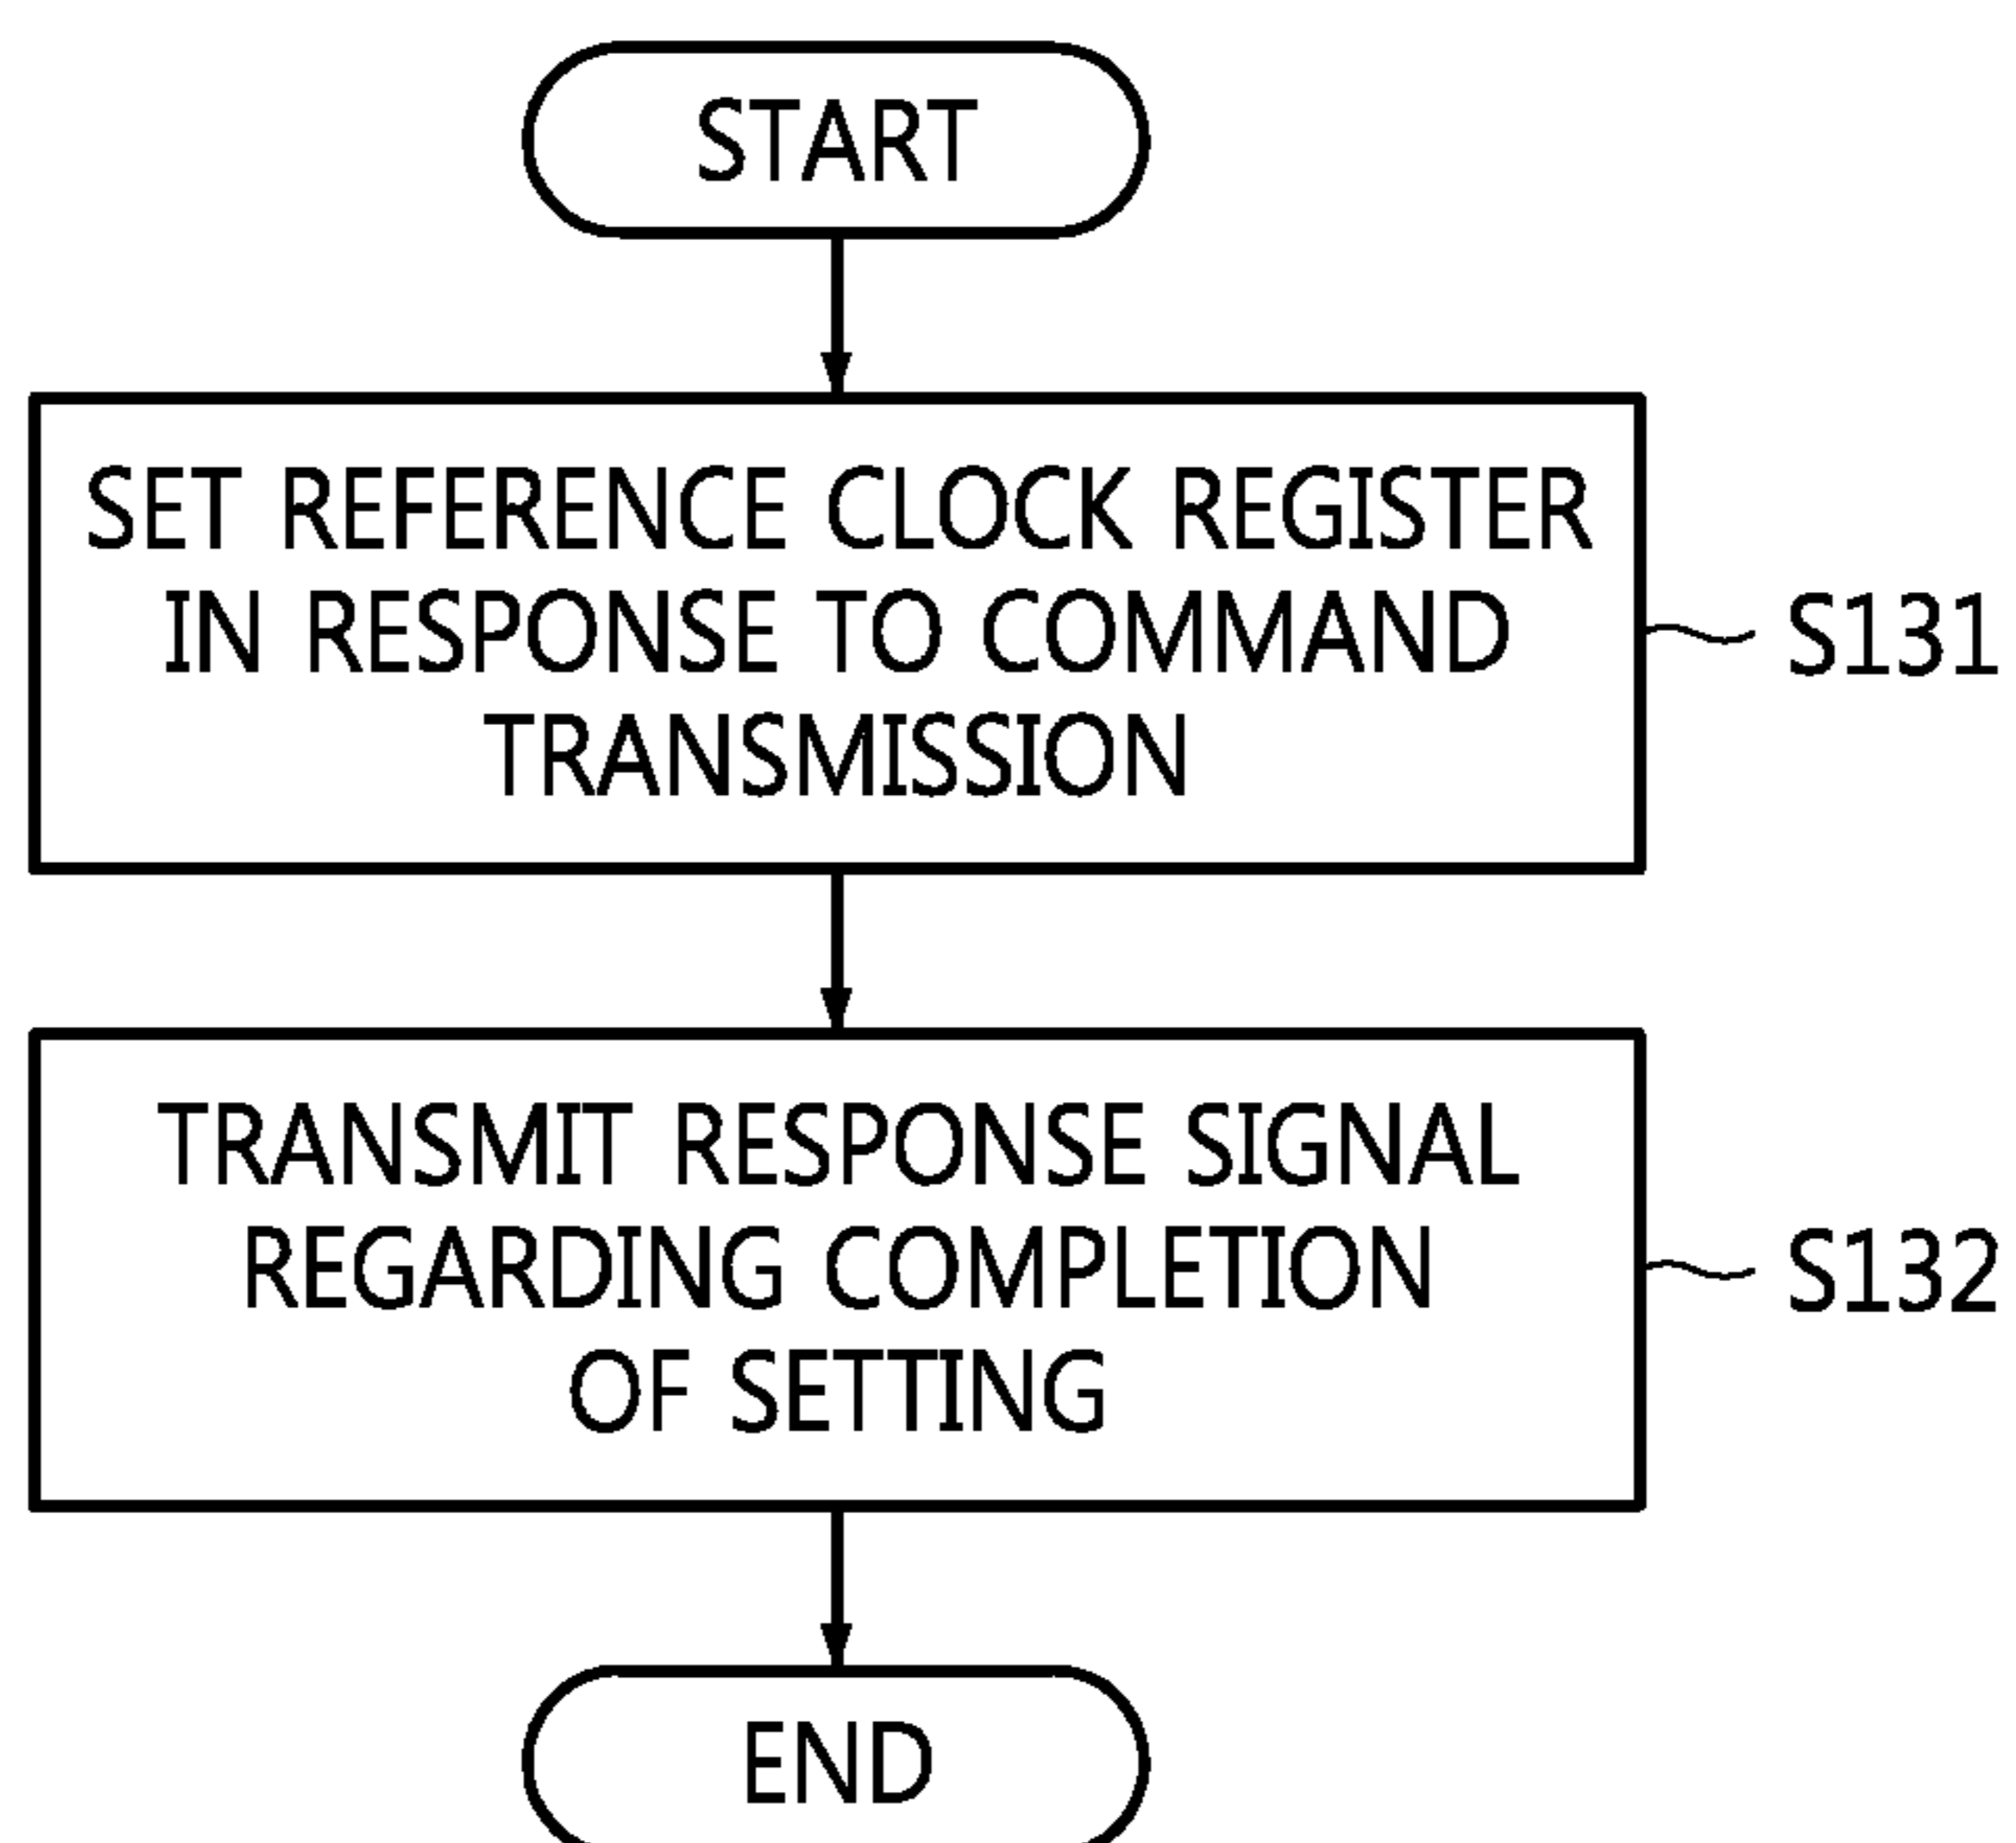 START
SET REFERENCE CLOCK REGISTER
IN RESPONSE TO COMMAND
TRANSMISSION
S131
TRANSMIT RESPONSE SIGNAL
REGARDING COMPLETION
OF SETTING
S132
END